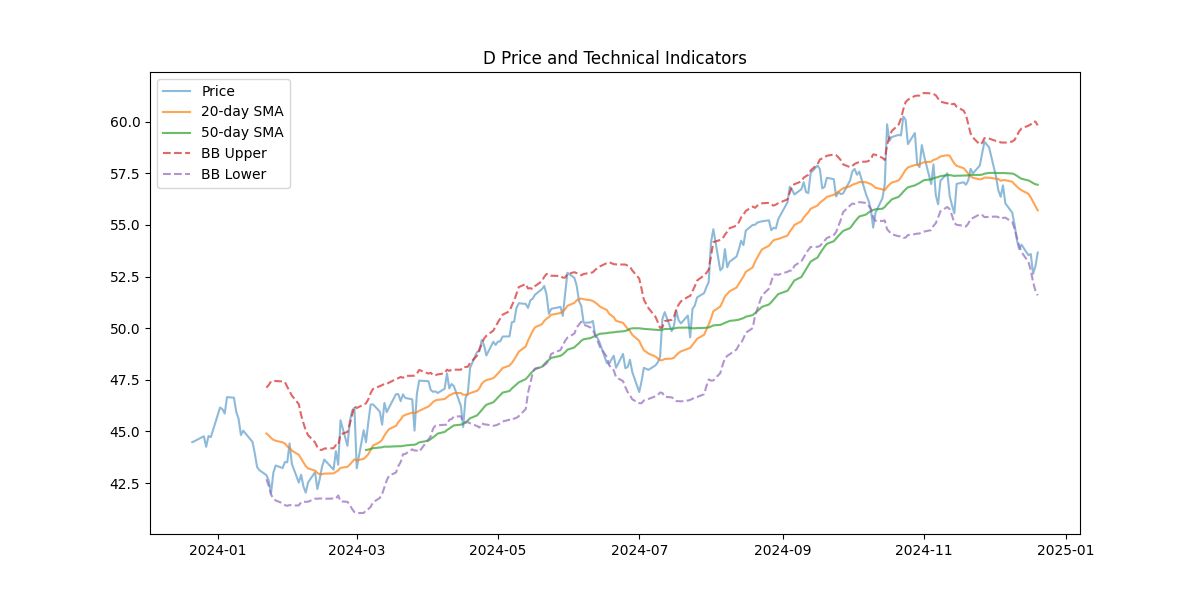 D Price and Technical Indicators
Price
20-day SMA
50-day SMA
BB Upper
BB Lower
60.0
57.5
55.0
52.5
50.0
47.5
45.0
42.5
2024-01
2024-03
2024-05
2024-07
2024-09
2024-11
2025-01